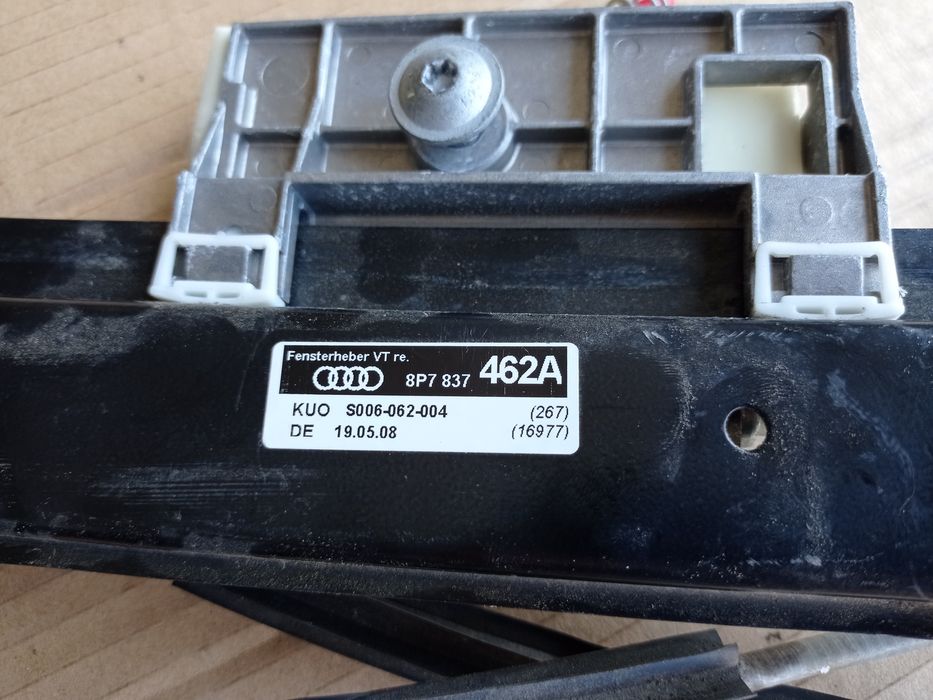 Fensterheber VT re.
8P7 837 462A
KUO S006-062-004 (267)
DE 19.05.08 (16977)